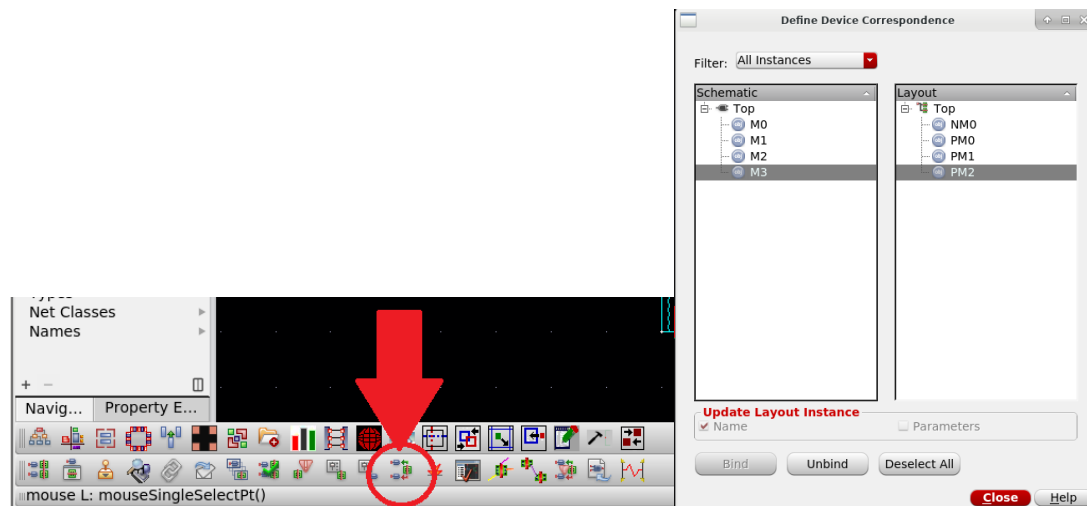 Define Device Correspondence
Filter: All Instances
Schematic
Top
M0
M1
M2
M3
Layout
Top
NM0
PM0
PM1
PM2
Update Layout Instance
Name
Parameters
Bind
Unbind
Deselect All
Close
Help
Net Classes
Names
Navig...
Property E...
mouse L: mouseSingleSelectPt()